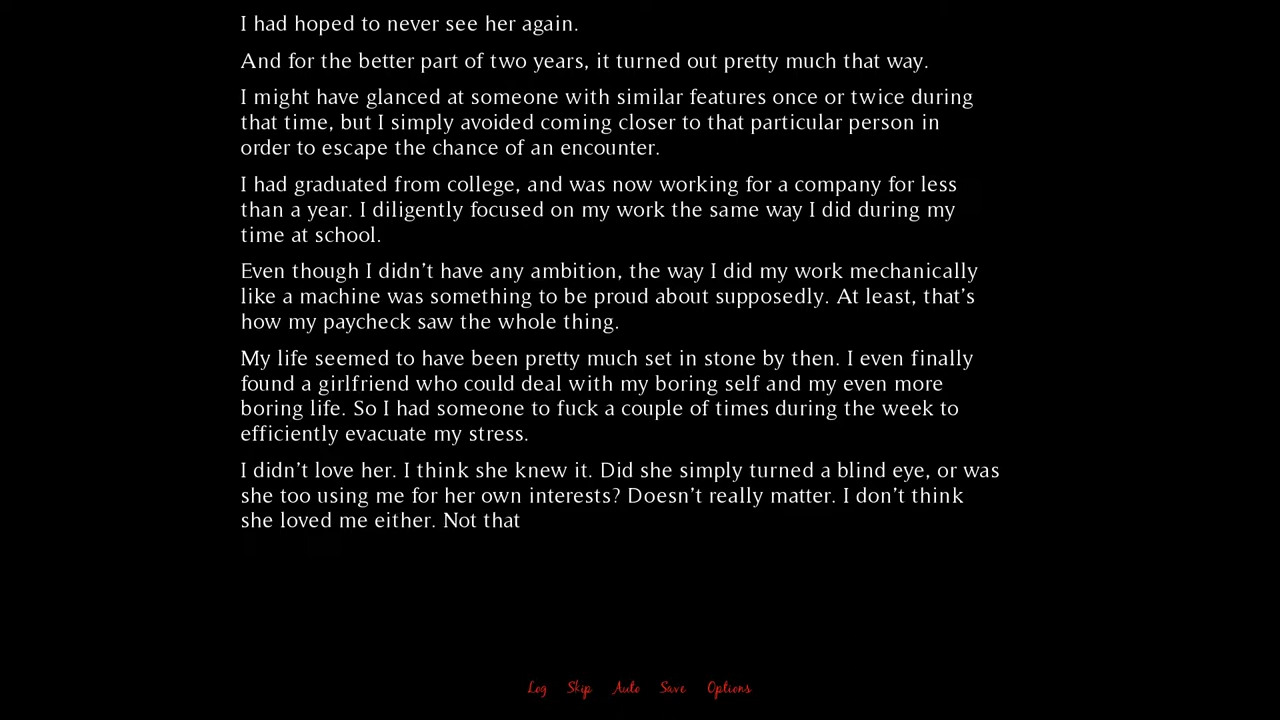 I had hoped to never see her again.
And for the better part of two years, it turned out pretty much that way.
I might have glanced at someone with similar features once or twice during
that time, but I simply avoided coming closer to that particular person in
order to escape the chance of an encounter.
I had graduated from college, and was now working for a company for less
than a year. I diligently focused on my work the same way I did during my
time at school.
Even though I didn't have any ambition, the way I did my work mechanically
like a machine was something to be proud about supposedly. At least, that's
how my paycheck saw the whole thing.
My life seemed to have been pretty much set in stone by then. I even finally
found a girlfriend who could deal with my boring self and my even more
boring life. So I had someone to fuck a couple of times during the week to
efficiently evacuate my stress.
I didn't love her. I think she knew it. Did she simply turned a blind eye, or was
she too using me for her own interests? Doesn't really matter. I don't think
she loved me either. Not that
Log Skip Auto Save Options